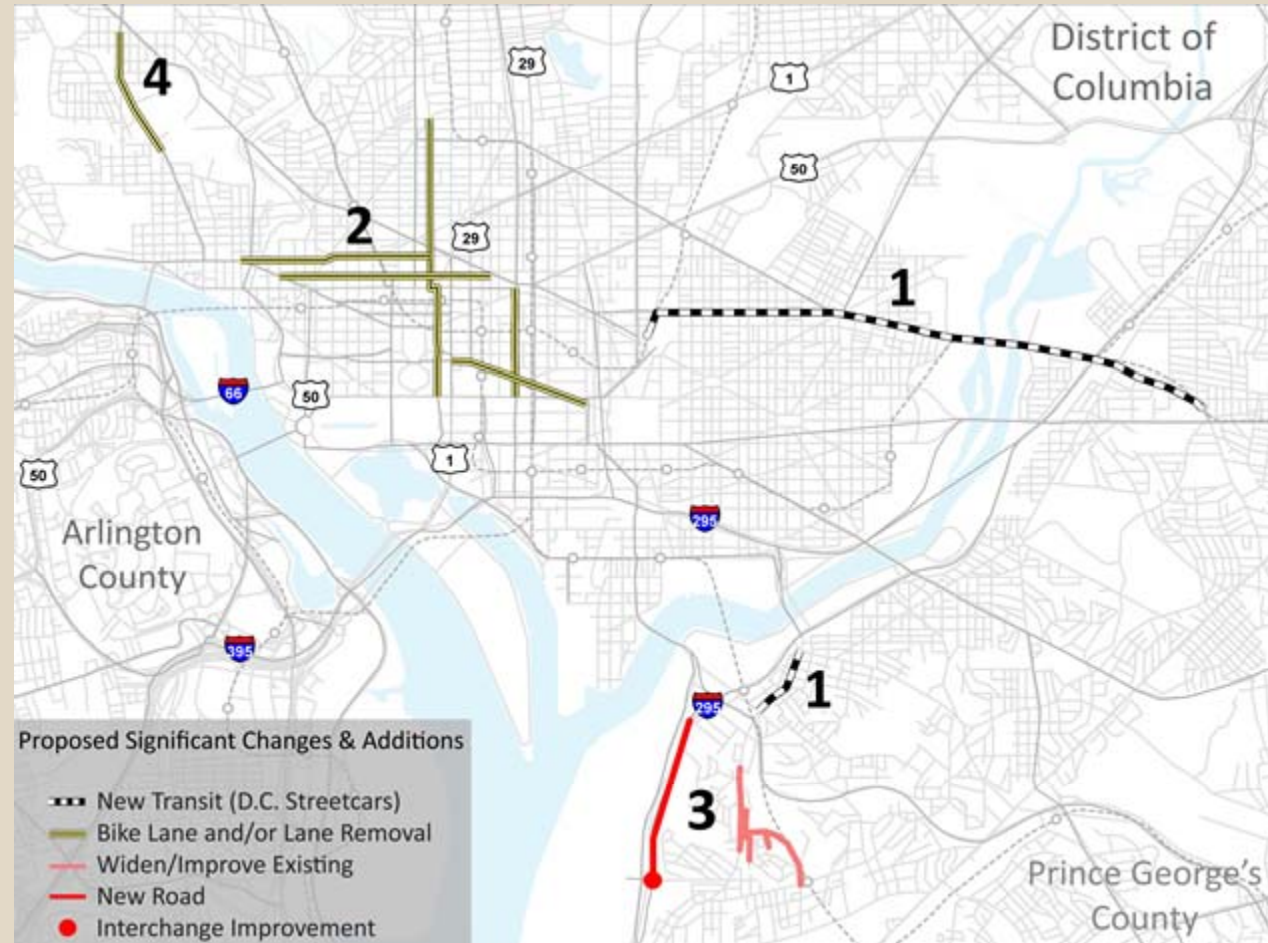 District of
Columbia
4
29
1
50
2
29
1
66
50
1
50
295
Arlington
County
395
1
295
3
Proposed Significant Changes & Additions
New Transit (D.C. Streetcars)
Bike Lane and/or Lane Removal
Widen/Improve Existing
New Road
Interchange Improvement
Prince George's
County